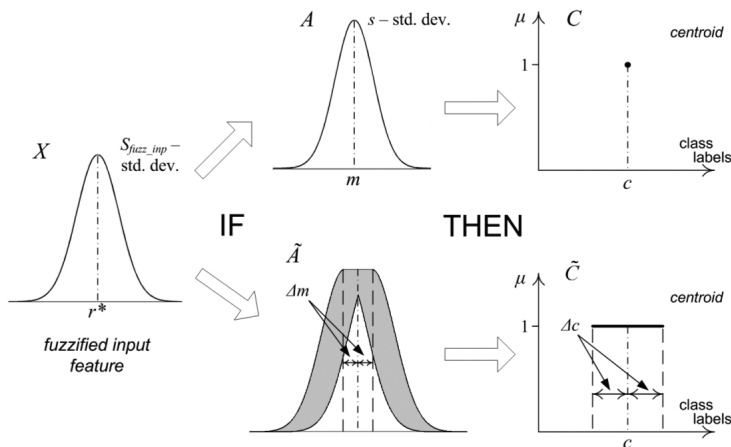 A
s – std. dev.
μ
C
centroid
1
class
labels
c
m
X
S_fuzz_inp –
std. dev.
r*
fuzzified input
feature
IF
THEN
Ã
Δm
μ
C̃
centroid
1
Δc
class
labels
c